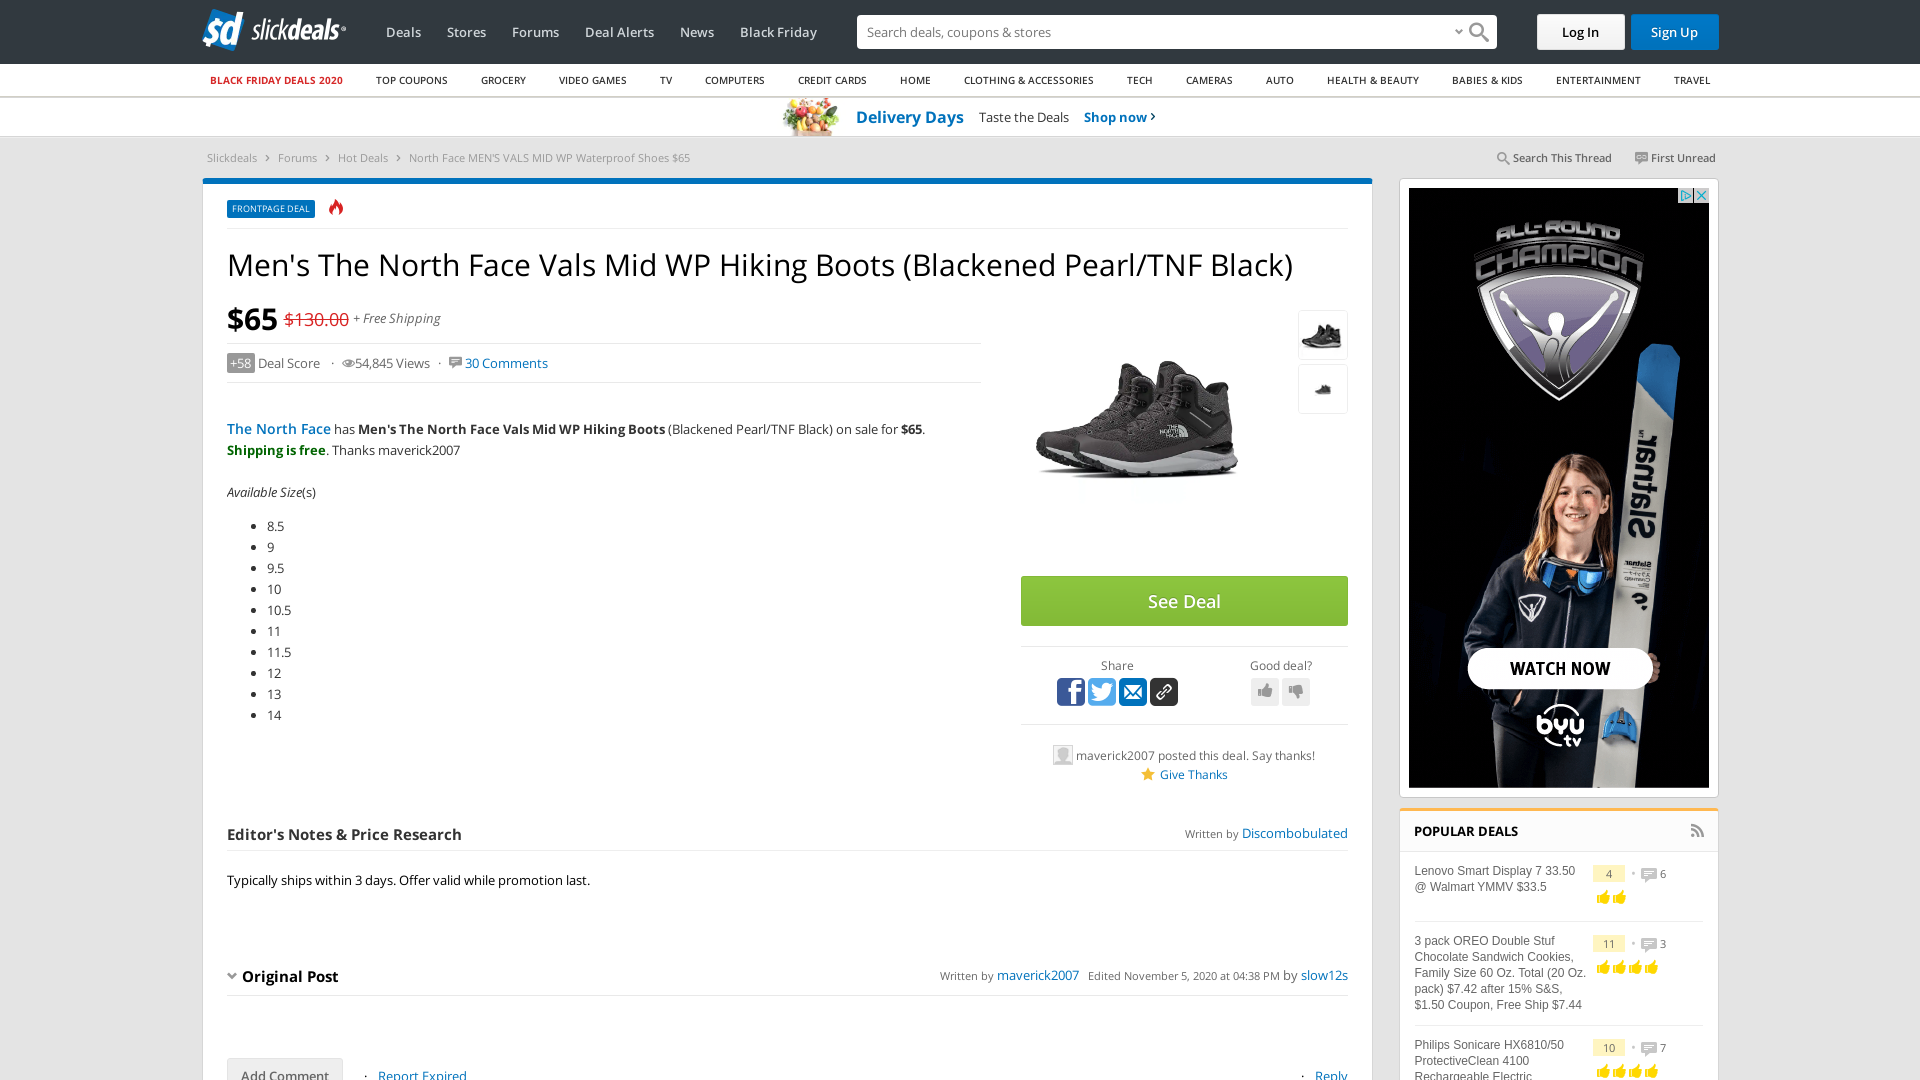 slickdeals
Deals Stores Forums Deal Alerts News Black Friday
Search deals, coupons & shopping
Log In
Sign Up
BLACK FRIDAY DEALS 2020 TOP COUPONS GROCERY VIDEO GAMES TV COMPUTERS CREDIT CARDS HOME CLOTHING & ACCESSORIES TECH CAMERAS AUTO HEALTH & BEAUTY BABIES & KIDS ENTERTAINMENT TRAVEL
Delivery Days Taste the Deals Shop now ›
Slickdeals › Forums › Hot Deals › North Face MEN'S VALS MID WP Waterproof Shoes $65
Search This Thread First Unread
FRONTPAGE DEAL
Men's The North Face Vals Mid WP Hiking Boots (Blackened Pearl/TNF Black)
$65 $130.00 + Free Shipping
+58 Deal Score · 54,845 Views · 30 Comments
The North Face has Men's The North Face Vals Mid WP Hiking Boots (Blackened Pearl/TNF Black) on sale for $65.
Shipping is free. Thanks maverick2007
Available Size(s)
• 8.5
• 9
• 9.5
• 10
• 10.5
• 11
• 11.5
• 12
• 13
• 14
See Deal
Share
Good deal?
maverick2007 posted this deal. Say thanks!
Give Thanks
Editor's Notes & Price Research
Written by Discombobulated
Typically ships within 3 days. Offer valid while promotion last.
Original Post
Written by maverick2007 Edited November 5, 2020 at 04:38 PM by slow12s
Add Comment · Report Expired
· Reply
ALL-ROUND
CHAMPION
WATCH NOW
byu
tv
POPULAR DEALS
Lenovo Smart Display 7 33.50
@ Walmart YMMV $33.5
4 • 6
3 pack OREO Double Stuf
Chocolate Sandwich Cookies,
Family Size 60 Oz. Total (20 Oz.
pack) $7.42 after 15% S&S,
$1.50 Coupon, Free Ship $7.44
11 • 3
Philips Sonicare HX6810/50
ProtectiveClean 4100
Rechargeable Electric
10 • 7